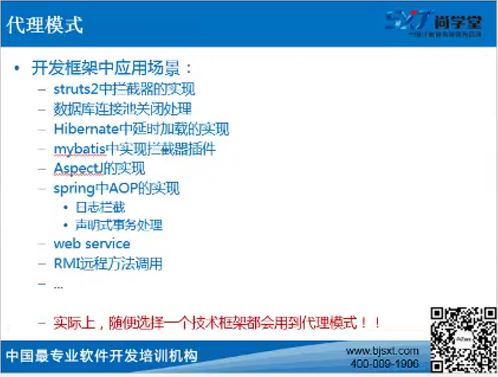 代理模式
SXT 尚学堂
• 开发框架中应用场景：
– struts2中拦截器的实现
– 数据库连接池关闭处理
– Hibernate中延时加载的实现
– mybatis中实现拦截器插件
– AspectJ的实现
– spring中AOP的实现
• 日志拦截
• 声明式事务处理
– web service
– RMI远程方法调用
– ...
– 实际上，随便选择一个技术框架都会用到代理模式！！
中国最专业软件开发培训机构
www.bjsxt.com
400-009-1906